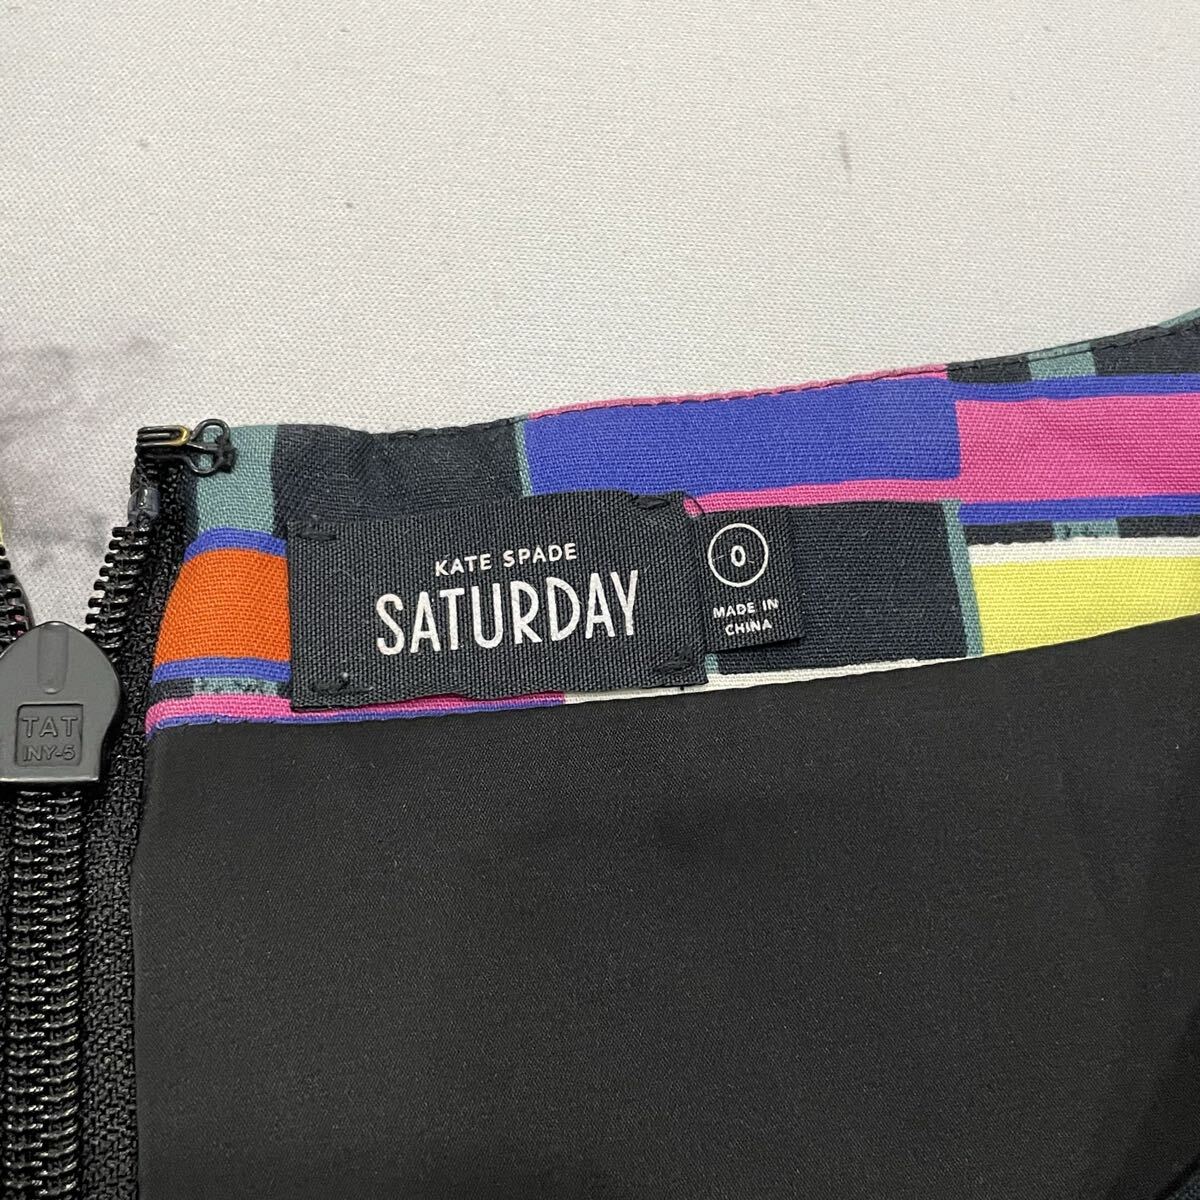 KATE SPADE
SATURDAY
0
MADE IN
CHINA
TAT
INY-5